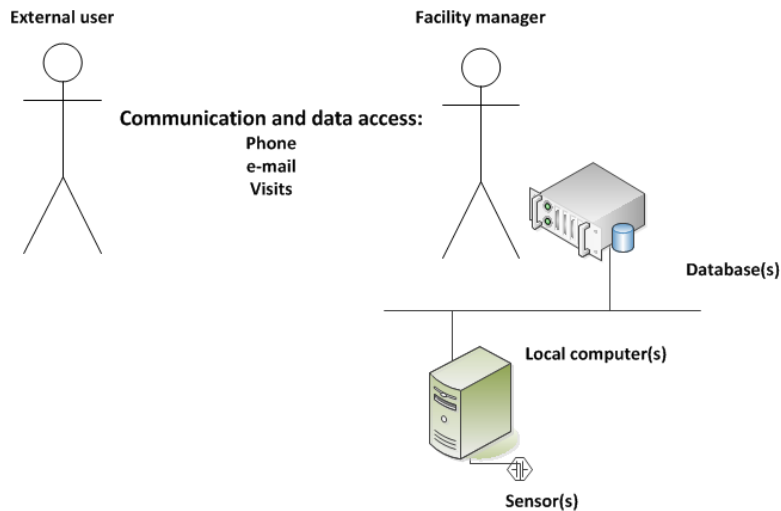 External user
Facility manager
Communication and data access:
Phone
e-mail
Visits
Database(s)
Local computer(s)
Sensor(s)